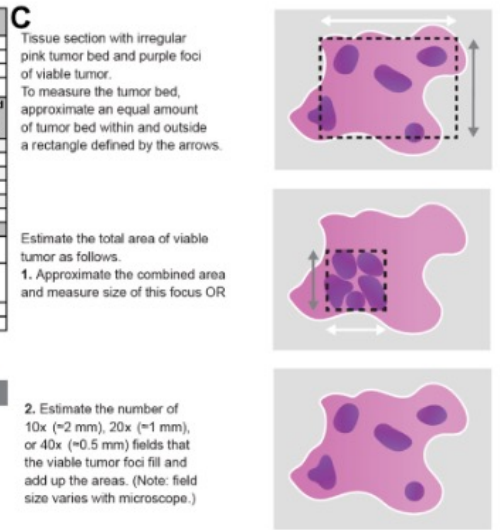 C
Tissue section with irregular
pink tumor bed and purple foci
of viable tumor.
To measure the tumor bed,
approximate an equal amount
of tumor bed within and outside
a rectangle defined by the arrows.
Estimate the total area of viable
tumor as follows.
1. Approximate the combined area
and measure size of this focus OR
2. Estimate the number of
10x (≈2 mm), 20x (≈1 mm),
or 40x (≈0.5 mm) fields that
the viable tumor foci fill and
add up the areas. (Note: field
size varies with microscope.)